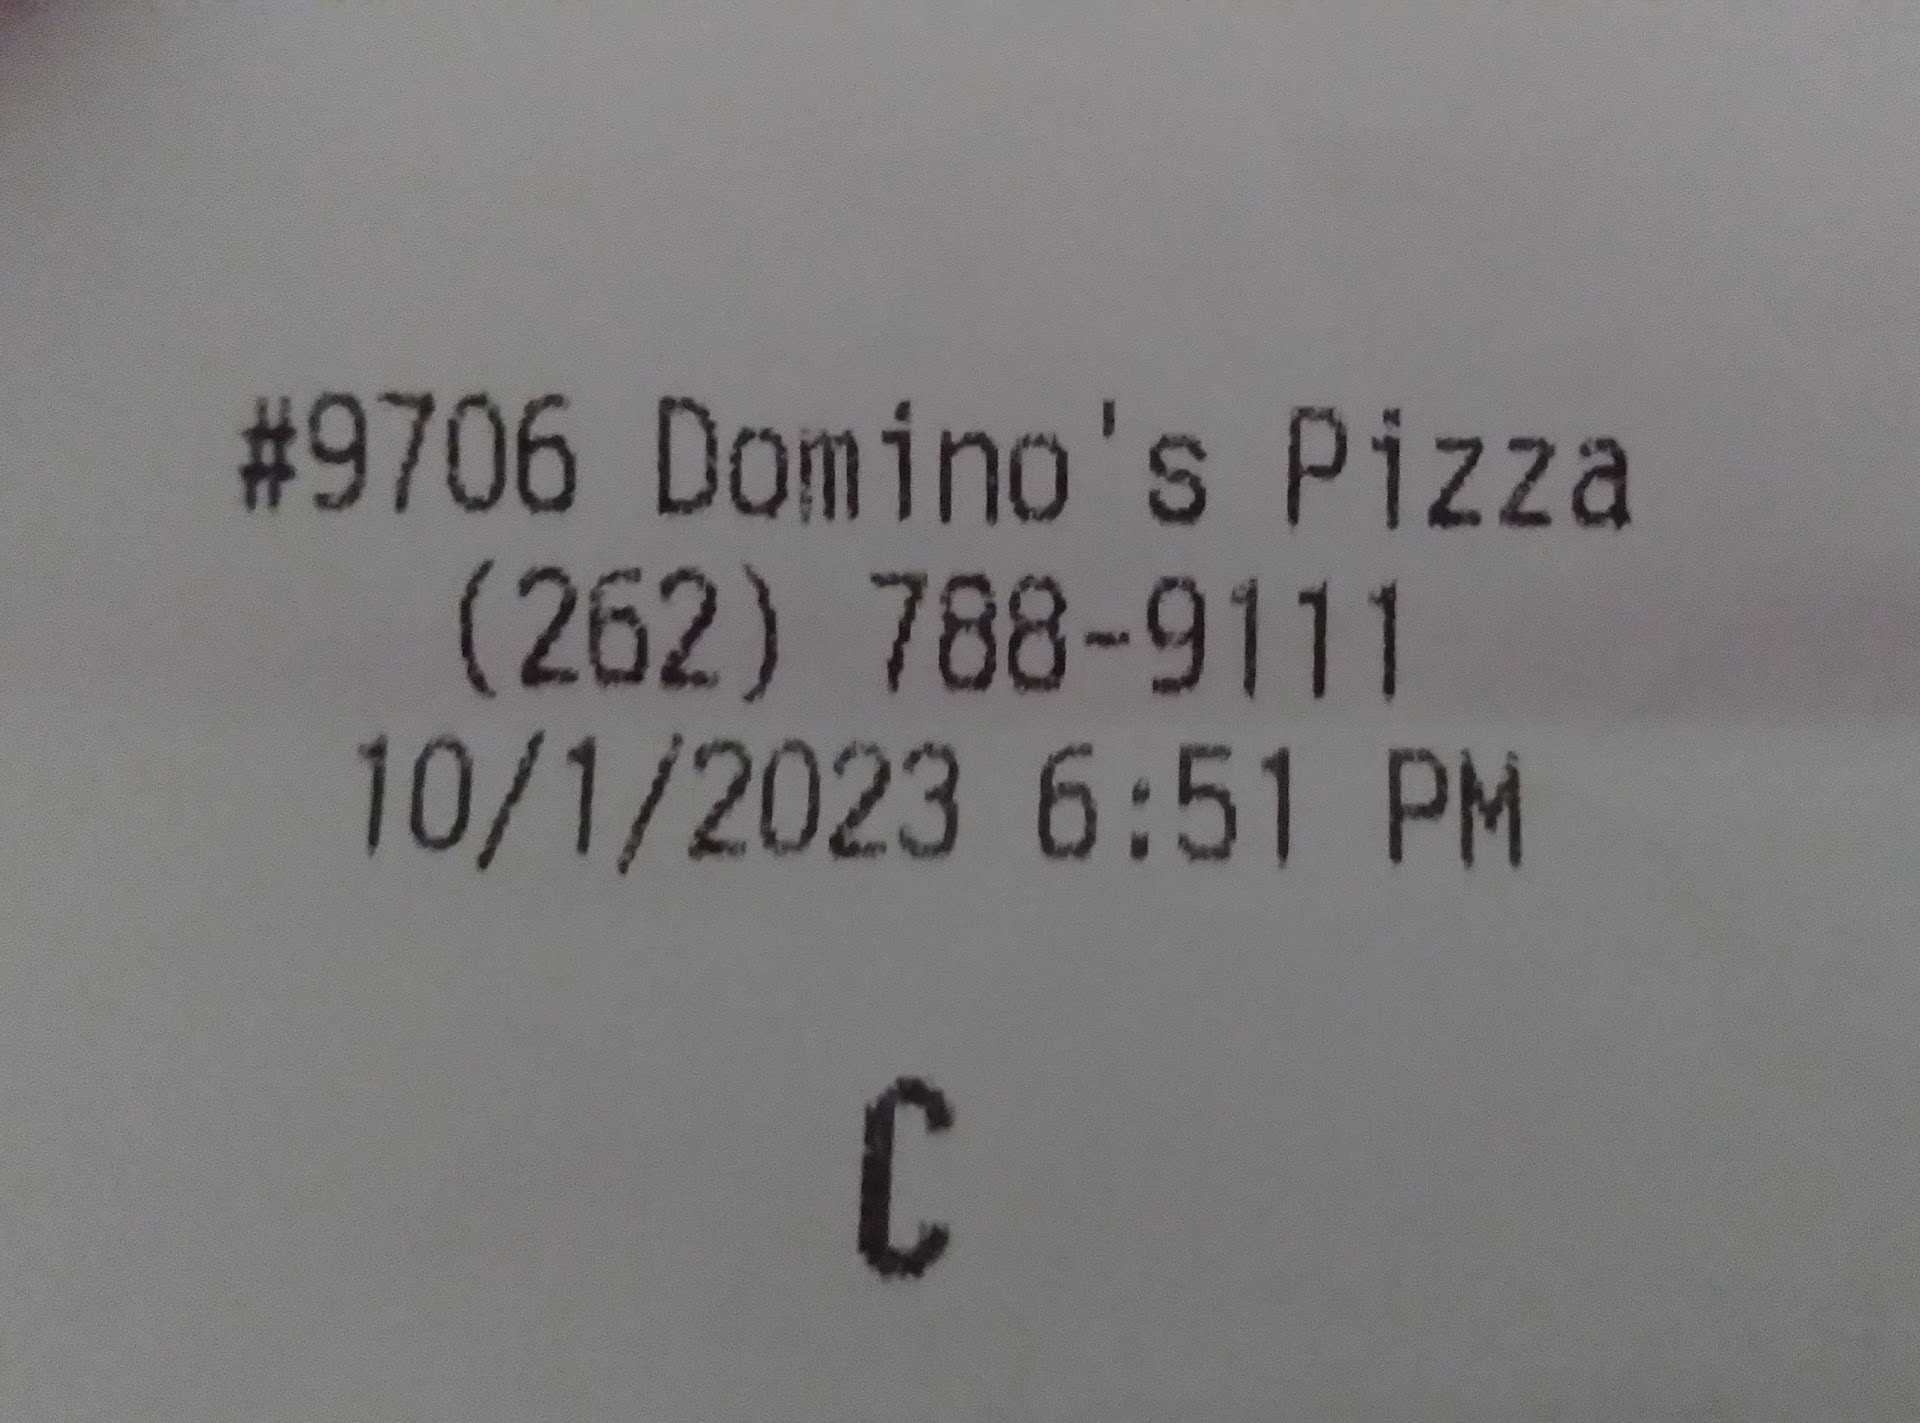 #9706 Domino's Pizza
(262) 788-9111
10/1/2023 6:51 PM
C